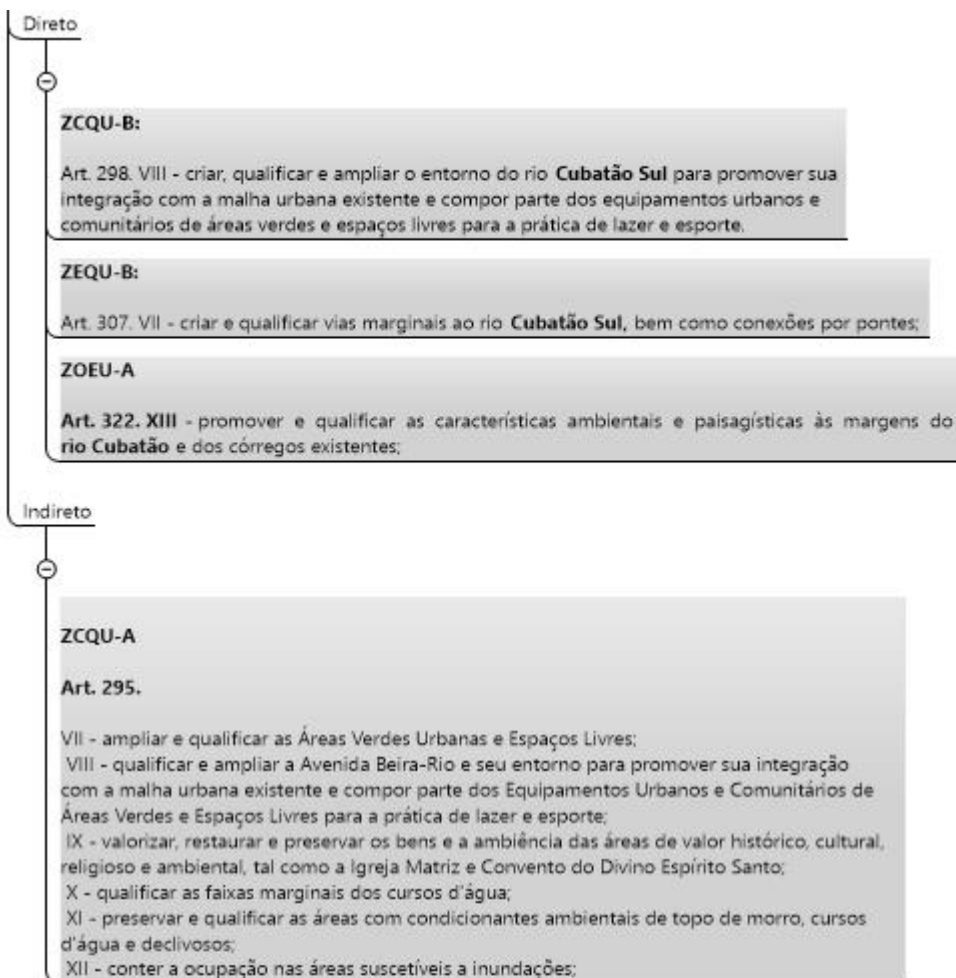 Direto
ZCQU-B:
Art. 298. VIII - criar, qualificar e ampliar o entorno do rio Cubatão Sul para promover sua
integração com a malha urbana existente e compor parte dos equipamentos urbanos e
comunitários de áreas verdes e espaços livres para a prática de lazer e esporte.
ZEQU-B:
Art. 307. VII - criar e qualificar vias marginais ao rio Cubatão Sul, bem como conexões por pontes;
ZOEU-A
Art. 322. XIII - promover e qualificar as características ambientais e paisagísticas às margens do
rio Cubatão e dos córregos existentes;
Indireto
ZCQU-A
Art. 295.
VII - ampliar e qualificar as Áreas Verdes Urbanas e Espaços Livres;
VIII - qualificar e ampliar a Avenida Beira-Rio e seu entorno para promover sua integração
com a malha urbana existente e compor parte dos Equipamentos Urbanos e Comunitários de
Áreas Verdes e Espaços Livres para a prática de lazer e esporte;
IX - valorizar, restaurar e preservar os bens e a ambiência das áreas de valor histórico, cultural,
religioso e ambiental, tal como a Igreja Matriz e Convento do Divino Espírito Santo;
X - qualificar as faixas marginais dos cursos d'água;
XI - preservar e qualificar as áreas com condicionantes ambientais de topo de morro, cursos
d'água e declivosos;
XII - conter a ocupação nas áreas suscetíveis a inundações;